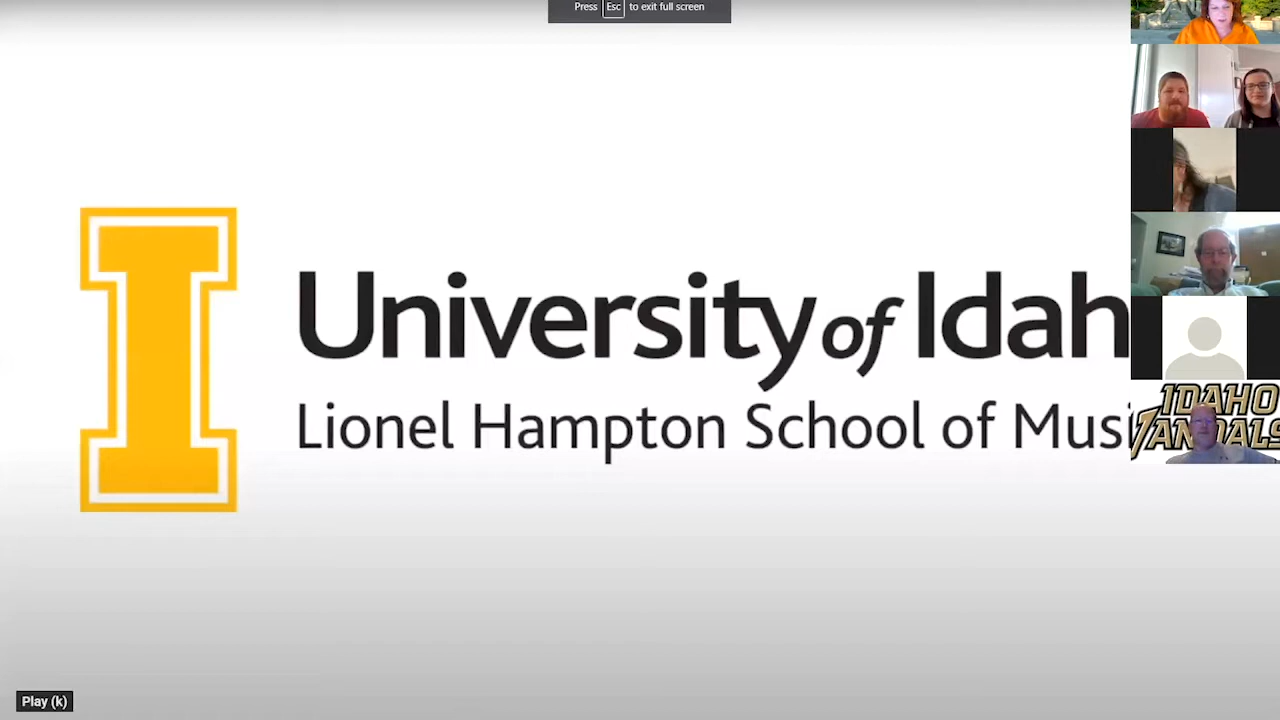 Press Esc to exit full screen
University of Idah
Lionel Hampton School of Musi
IDAHO
VANDALS
Play (k)